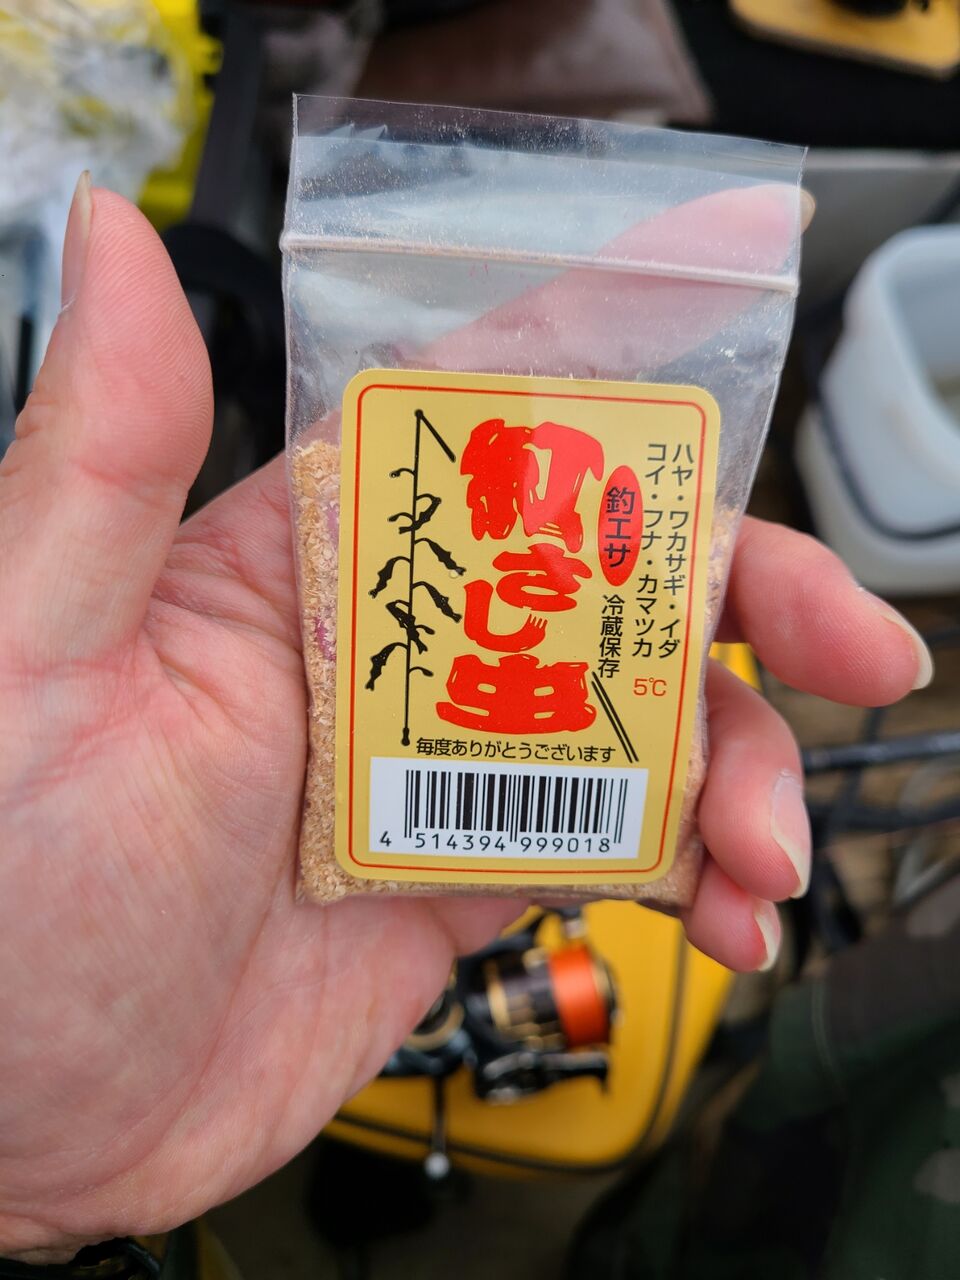 ハヤ・ワカサギ・イダ
コイ・フナ・カマツカ
釣エサ
冷蔵保存
5℃
紅さし虫
毎度ありがとうございます
4 514394 999018